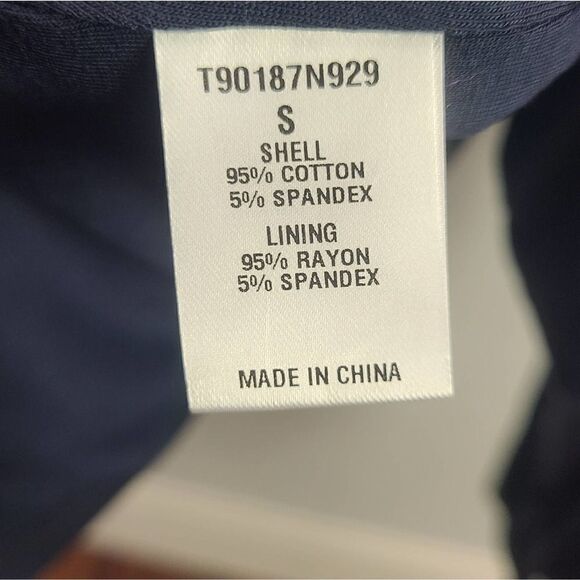 T90187N929
S
SHELL
95% COTTON
5% SPANDEX
LINING
95% RAYON
5% SPANDEX
MADE IN CHINA